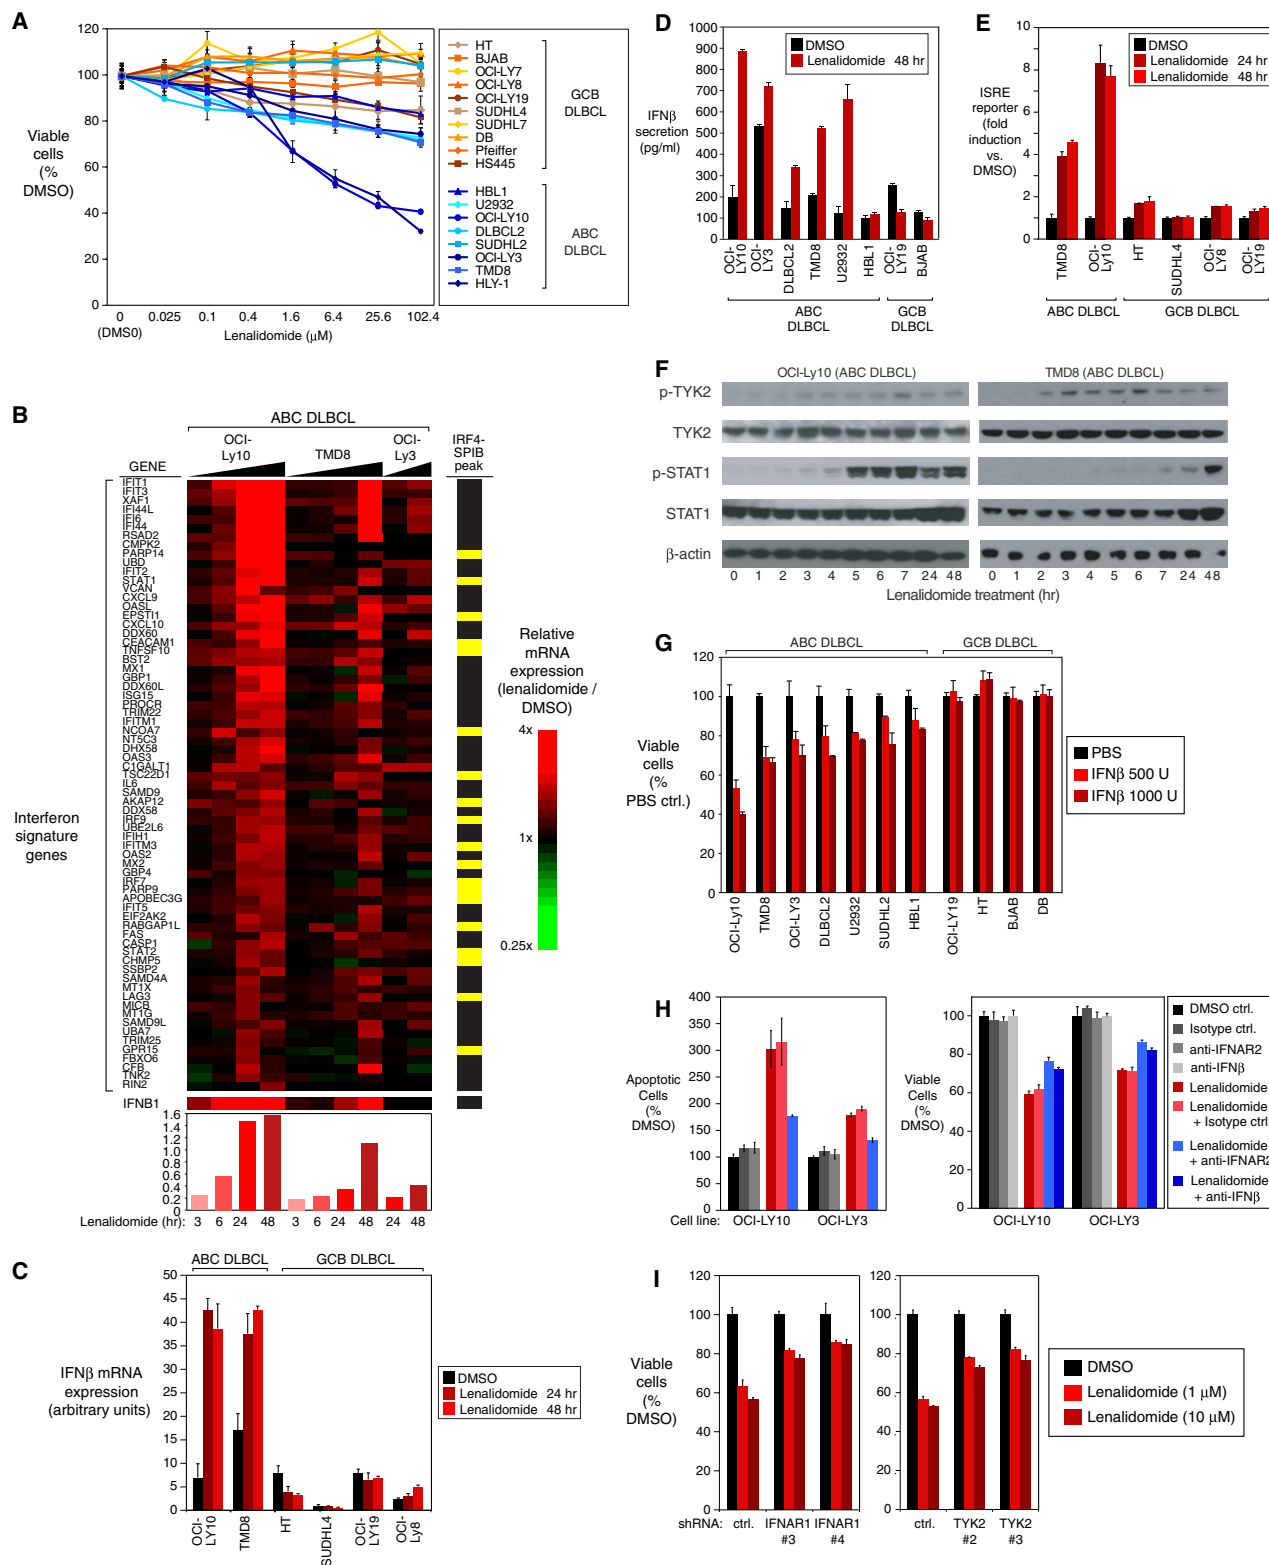 A
120
100
80
60
40
20
0
Viable
cells
(%
DMSO)
0
(DMS0)
0.025
0.1
0.4
1.6
6.4
25.6
102.4
Lenalidomide (μM)
HT
BJAB
OCI-LY7
OCI-LY8
OCI-LY19
SUDHL4
SUDHL7
DB
Pfeiffer
HS445
GCB
DLBCL
HBL1
U2932
OCI-LY10
DLBCL2
SUDHL2
OCI-LY3
TMD8
HLY-1
ABC
DLBCL
B
ABC DLBCL
OCI-
Ly10
TMD8
OCI-
Ly3
IRF4-
SPIB
peak
GENE
IFIT1
IFIT3
XAF1
IFI44L
IFI6
IFI44
RSAD2
CMPK2
PARP14
UBD
IFIT2
STAT1
VCAN
CXCL9
OASL
EPSTI1
CXCL10
DDX60
CEACAM1
TNFSF10
BST2
MX1
GBP1
DDX60L
ISG15
PROCR
TRIM22
IFITM1
NCOA7
NT5C3
DHX58
OAS3
C1GALT1
TSC22D1
IL6
SAMD9
AKAP12
DDX58
IRF9
UBE2L6
IFIH1
IFITM3
OAS2
MX2
GBP4
IRF7
PARP9
APOBEC3G
IFIT5
EIF2AK2
RABGAP1L
FAS
CASP1
STAT2
CHMP5
SSBP2
SAMD4A
MT1X
LAG3
MICB
MT1G
SAMD9L
UBA7
TRIM25
GPR15
FBXO6
CFB
TNK2
RIN2
Interferon
signature
genes
IFNB1
1.6
1.4
1.2
1.0
0.8
0.6
0.4
0.2
0
Lenalidomide (hr): 3 6 24 48 3 6 24 48 24 48
Relative
mRNA
expression
(lenalidomide /
DMSO)
4x
1x
0.25x
C
ABC DLBCL
GCB DLBCL
50
45
40
35
30
25
20
15
10
5
0
IFNβ mRNA
expression
(arbitrary units)
OCI-
LY10
TMD8
HT
SUDHL4
OCI-
LY19
OCI-
Ly8
DMSO
Lenalidomide 24 hr
Lenalidomide 48 hr
D
900
800
700
600
500
400
300
200
100
0
IFNβ
secretion
(pg/ml)
DMSO
Lenalidomide 48 hr
OCI-
LY10
OCI-
LY3
DLBCL2
TMD8
U2932
HBL1
OCI-
LY19
BJAB
ABC
DLBCL
GCB
DLBCL
E
10
8
6
4
2
0
ISRE
reporter
(fold
induction
vs.
DMSO)
DMSO
Lenalidomide 24 hr
Lenalidomide 48 hr
TMD8
OCI-
Ly10
HT
SUDHL4
OCI-
LY8
OCI-
LY19
ABC DLBCL
GCB DLBCL
F
OCI-Ly10 (ABC DLBCL)
TMD8 (ABC DLBCL)
p-TYK2
TYK2
p-STAT1
STAT1
β-actin
0 1 2 3 4 5 6 7 24 48
0 1 2 3 4 5 6 7 24 48
Lenalidomide treatment (hr)
G
ABC DLBCL
GCB DLBCL
120
100
80
60
40
20
0
Viable
cells
(%
PBS ctrl.)
OCI-Ly10
TMD8
OCI-LY3
DLBCL2
U2932
SUDHL2
HBL1
OCI-LY19
HT
BJAB
DB
PBS
IFNβ 500 U
IFNβ 1000 U
H
400
350
300
250
200
150
100
50
0
Apoptotic
Cells
(%
DMSO)
Cell line:
OCI-LY10
OCI-LY3
100
80
60
40
20
0
Viable
Cells
(%
DMSO)
OCI-LY10
OCI-LY3
DMSO ctrl.
Isotype ctrl.
anti-IFNAR2
anti-IFNβ
Lenalidomide
Lenalidomide
+ Isotype ctrl.
Lenalidomide
+ anti-IFNAR2
Lenalidomide
+ anti-IFNβ
I
120
100
80
60
40
20
0
Viable
cells
(%
DMSO)
shRNA:
ctrl.
IFNAR1
#3
IFNAR1
#4
120
100
80
60
40
20
0
ctrl.
TYK2
#2
TYK2
#3
DMSO
Lenalidomide (1 μM)
Lenalidomide (10 μM)